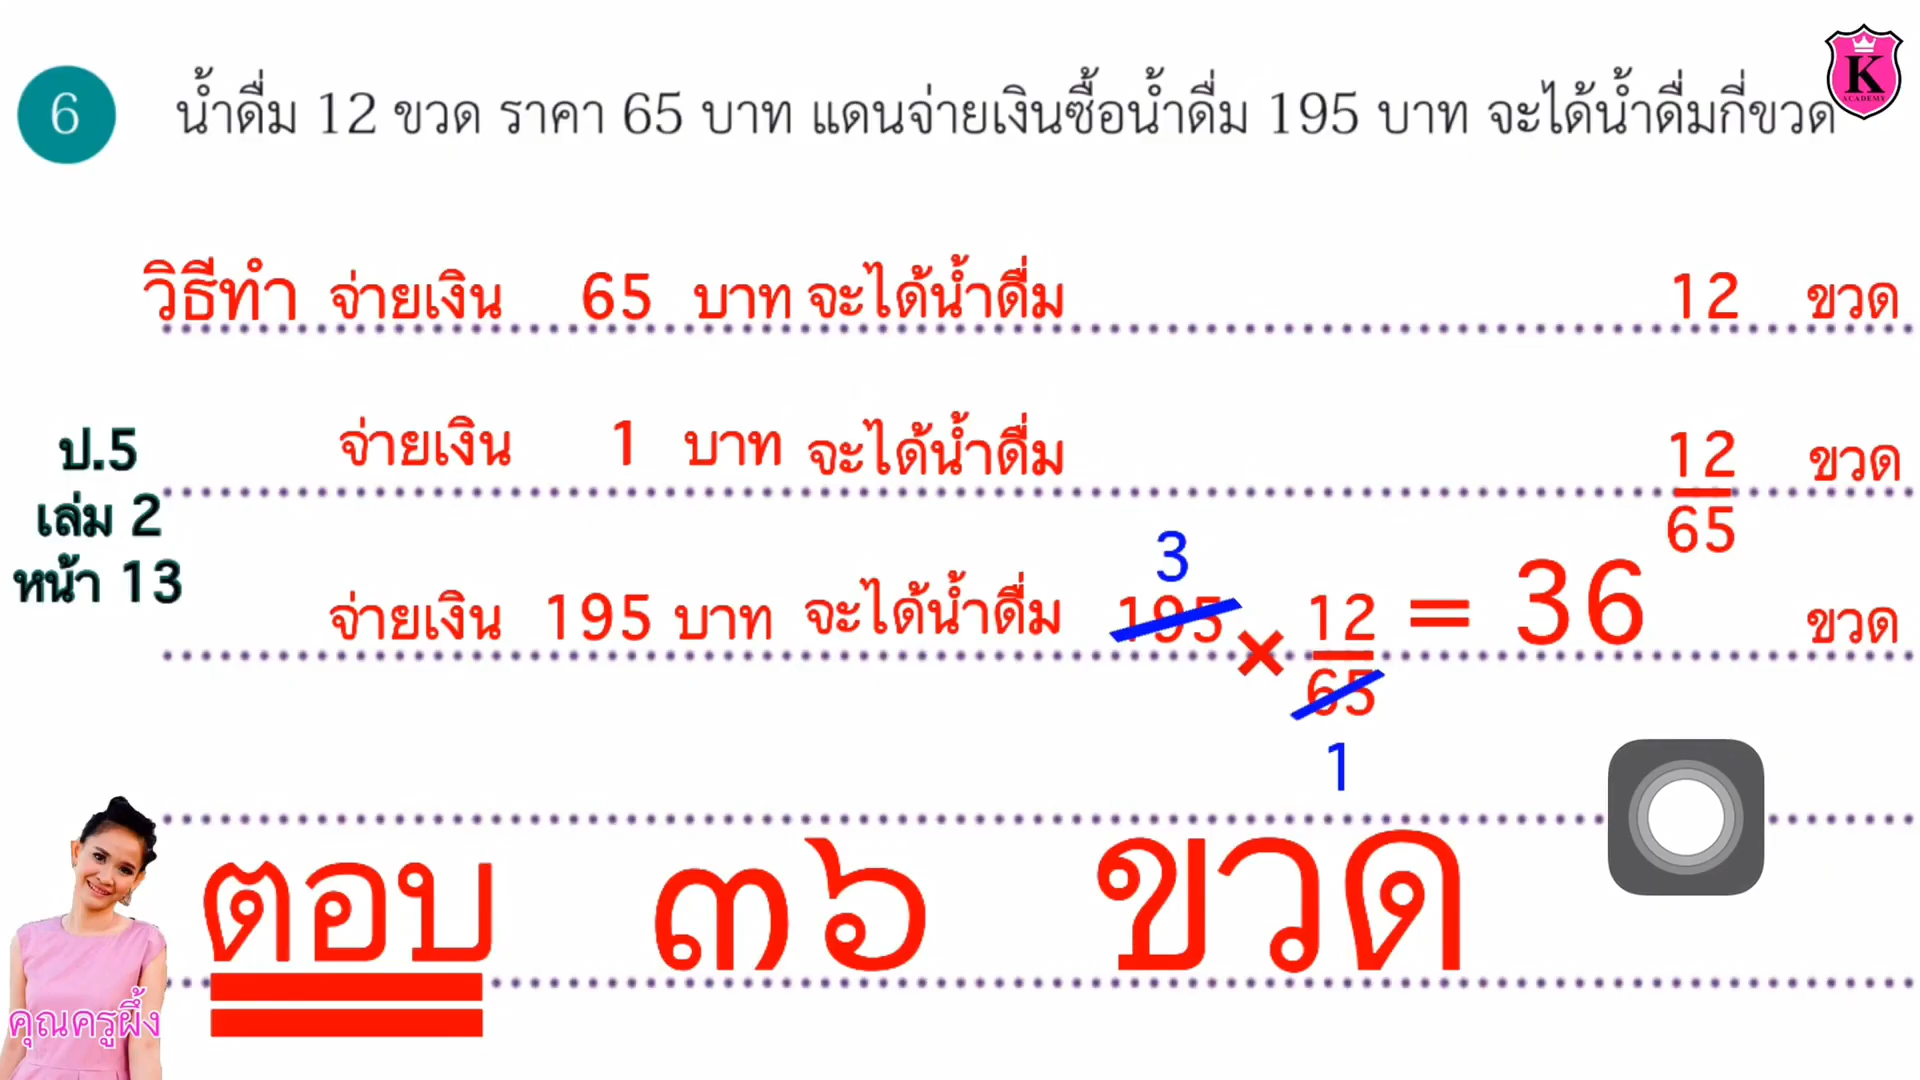 6 น้ำดื่ม 12 ขวด ราคา 65 บาท แดนจ่ายเงินซื้อน้ำดื่ม 195 บาท จะได้น้ำดื่มกี่ขวด
K
ACADEMY
วิธีทำ จ่ายเงิน 65 บาท จะได้น้ำดื่ม 12 ขวด
จ่ายเงิน 1 บาท จะได้น้ำดื่ม 12/65 ขวด
ป.5
เล่ม 2
หน้า 13
3
จ่ายเงิน 195 บาท จะได้น้ำดื่ม 195 × 12/65 = 36 ขวด
1
ตอบ ๓๖ ขวด
คุณครูผึ้ง